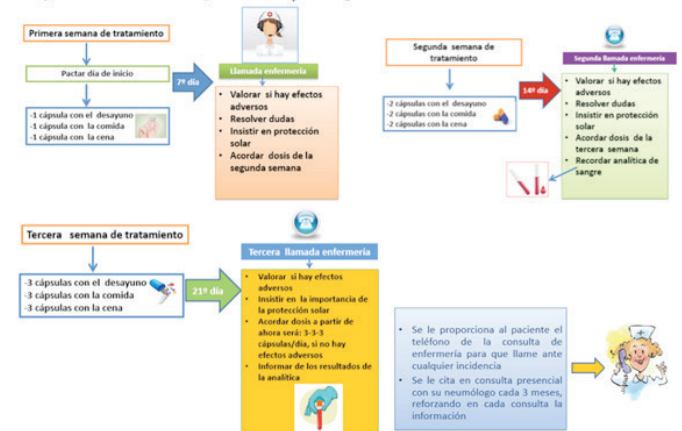 Primera semana de tratamiento
Pactar día de inicio
-1 cápsula con el desayuno
-1 cápsula con la comida
-1 cápsula con la cena
7º día
Llamada enfermería
• Valorar si hay efectos
adversos
• Resolver dudas
• Insistir en protección
solar
• Acordar dosis de la
segunda semana
Segunda semana de
tratamiento
-2 cápsulas con el desayuno
-2 cápsulas con la comida
-2 cápsulas con la cena
14º día
Segunda llamada enfermería
• Valorar si hay efectos
adversos
• Resolver dudas
• Insistir en protección
solar
• Acordar dosis de la
tercera semana
• Recordar analítica de
sangre
Tercera semana de tratamiento
-3 cápsulas con el desayuno
-3 cápsulas con la comida
-3 cápsulas con la cena
21º día
Tercera llamada enfermería
• Valorar si hay efectos
adversos
• Insistir en la importancia de
la protección solar
• Acordar dosis a partir de
ahora será: 3-3-3
cápsulas/día, si no hay
efectos adversos
• Informar de los resultados de
la analítica
• Se le proporciona al paciente el
teléfono de la consulta de
enfermería para que llame ante
cualquier incidencia
• Se le cita en consulta presencial
con su neumólogo cada 3 meses,
reforzando en cada consulta la
información